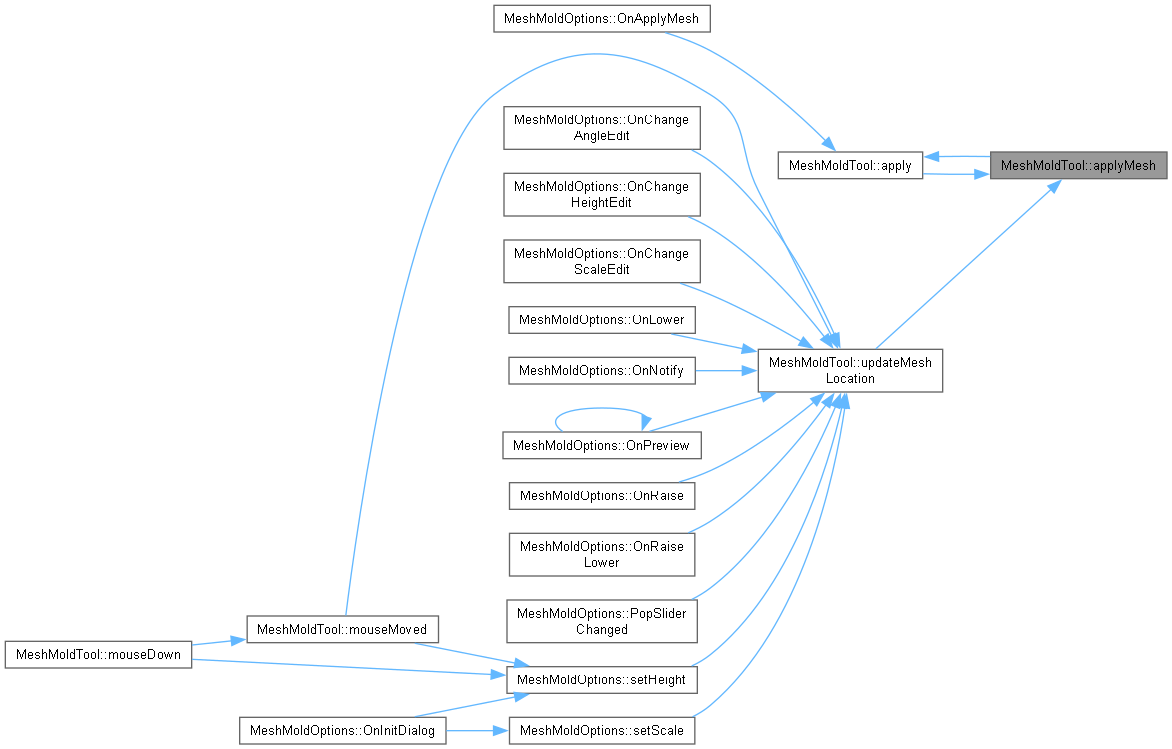 MeshMoldOptions::OnApplyMesh
MeshMoldOptions::OnChange
AngleEdit
MeshMoldTool::apply
MeshMoldTool::applyMesh
MeshMoldOptions::OnChange
HeightEdit
MeshMoldOptions::OnChange
ScaleEdit
MeshMoldOptions::OnLower
MeshMoldTool::updateMesh
Location
MeshMoldOptions::OnNotify
MeshMoldOptions::OnPreview
MeshMoldOptions::OnRaise
MeshMoldOptions::OnRaise
Lower
MeshMoldOptions::PopSlider
Changed
MeshMoldTool::mouseMoved
MeshMoldTool::mouseDown
MeshMoldOptions::setHeight
MeshMoldOptions::OnInitDialog
MeshMoldOptions::setScale